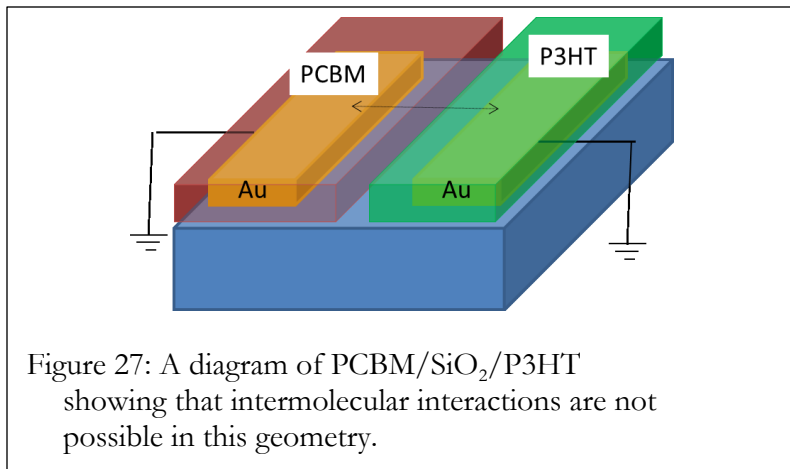 PCBM
P3HT
Au
Au
Figure 27: A diagram of PCBM/SiO₂/P3HT
showing that intermolecular interactions are not
possible in this geometry.